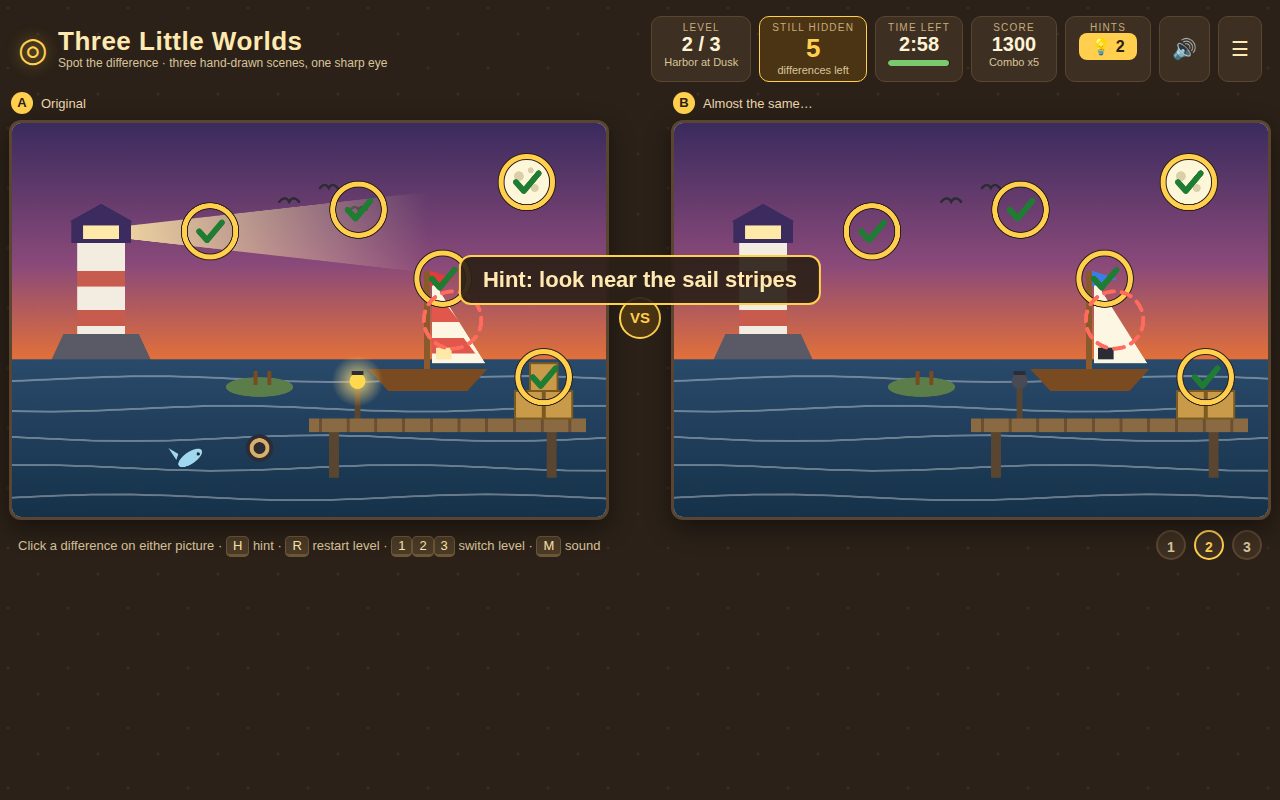 Three Little Worlds
Spot the difference · three hand-drawn scenes, one sharp eye
LEVEL
2 / 3
Harbor at Dusk
STILL HIDDEN
5
differences left
TIME LEFT
2:58
SCORE
1300
Combo x5
HINTS
💡 2
A Original
B Almost the same…
Hint: look near the sail stripes
VS
Click a difference on either picture · H hint · R restart level · 1 2 3 switch level · M sound
1 2 3